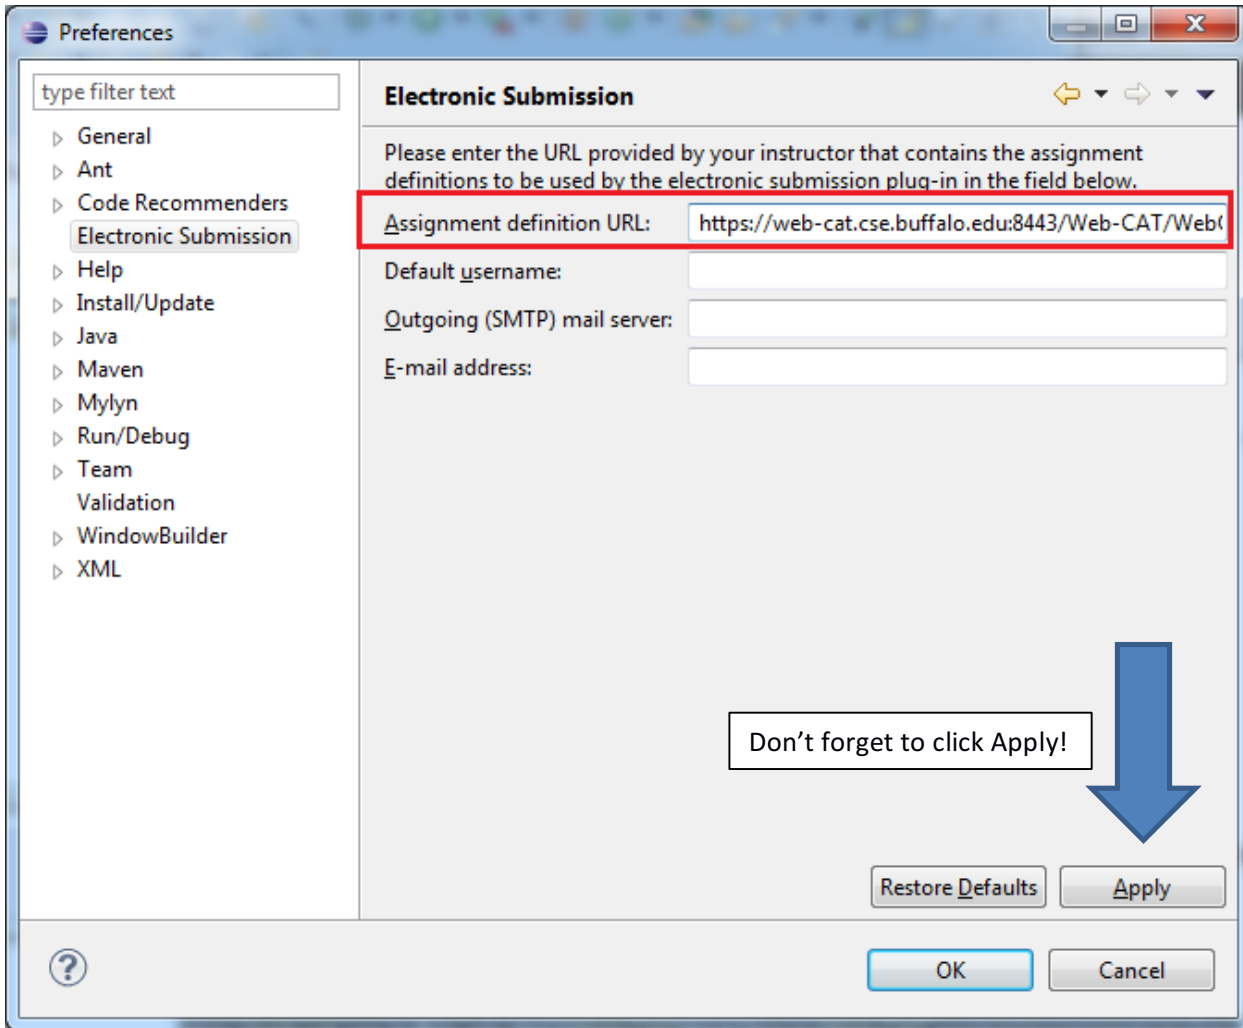 Preferences
type filter text
General
Ant
Code Recommenders
Electronic Submission
Help
Install/Update
Java
Maven
Mylyn
Run/Debug
Team
Validation
WindowBuilder
XML
Electronic Submission
Please enter the URL provided by your instructor that contains the assignment
definitions to be used by the electronic submission plug-in in the field below.
Assignment definition URL: https://web-cat.cse.buffalo.edu:8443/Web-CAT/Web
Default username:
Outgoing (SMTP) mail server:
E-mail address:
Don’t forget to click Apply!
Restore Defaults Apply
? OK Cancel